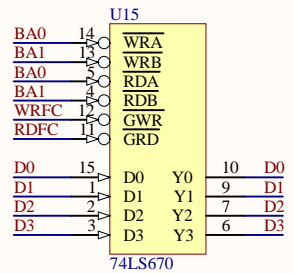 U15
BA0 14 WRA
BA1 13 WRB
BA0 5 RDA
BA1 4 RDB
WRFC 12 GWR
RDFC 11 GRD
D0 15 D0 Y0 10 D0
D1 1 D1 Y1 9 D1
D2 2 D2 Y2 7 D2
D3 3 D3 Y3 6 D3
74LS670